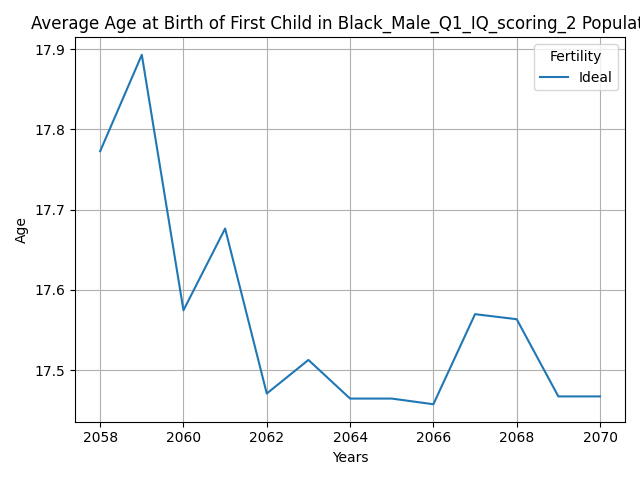 Average Age at Birth of First Child in Black_Male_Q1_IQ_scoring_2 Populat
17.9
17.8
17.7
17.6
17.5
Age
Fertility
Ideal
2058 2060 2062 2064 2066 2068 2070
Years